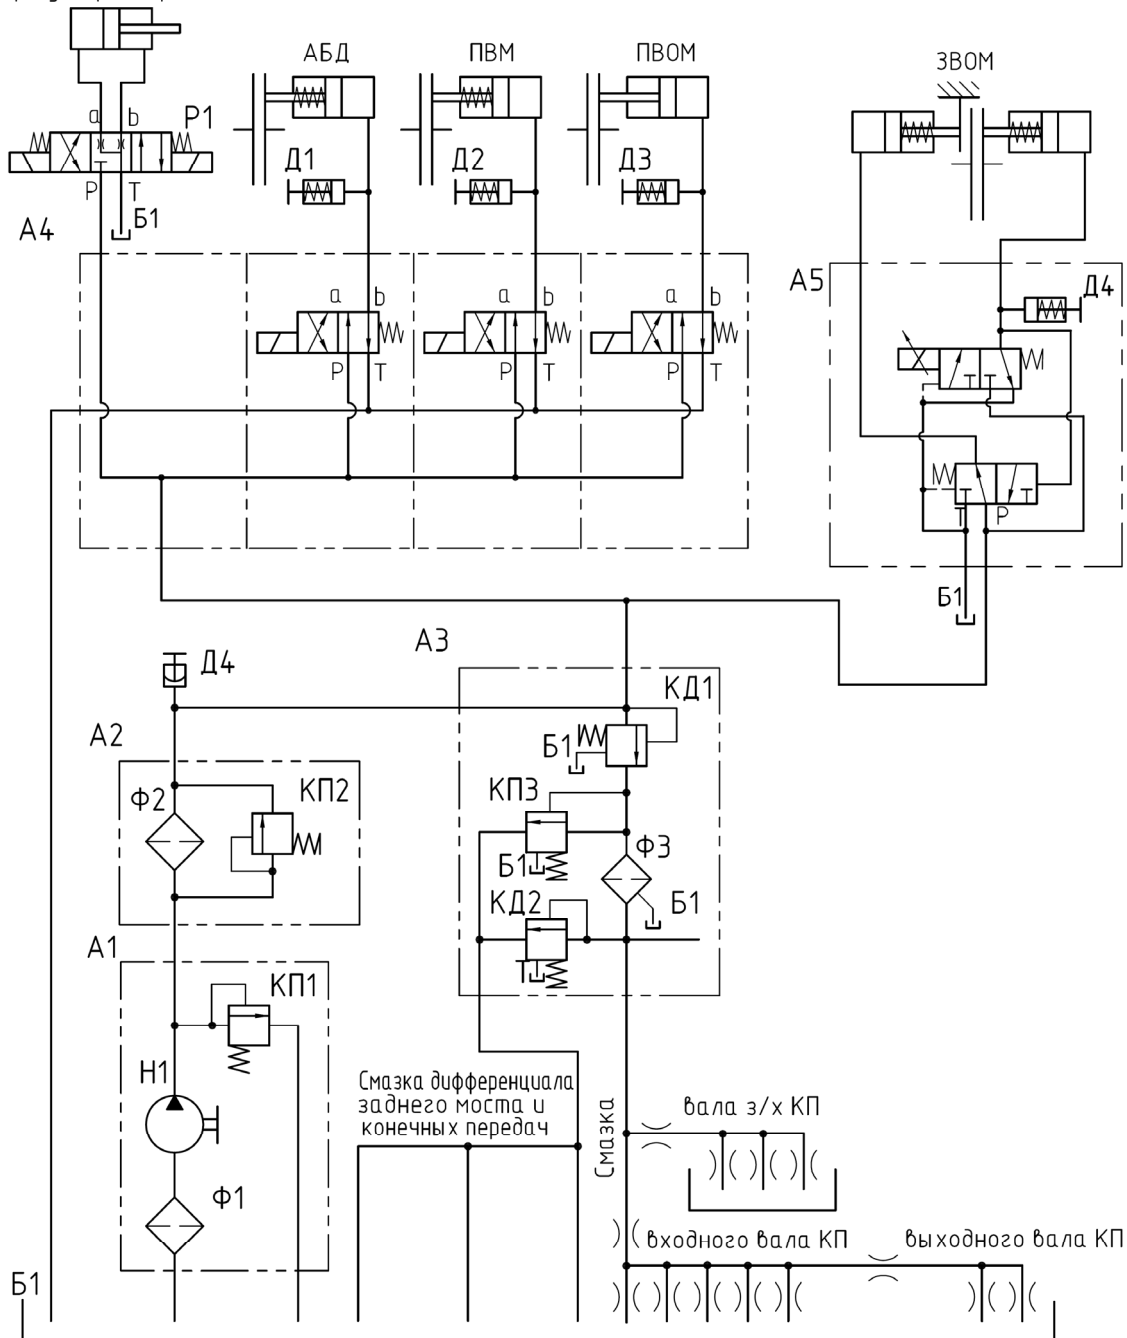 АБД ПВМ ПВОМ ЗВОМ
a b Р1
Д1 Д2 Д3
P T
А4 Б1
А5 Д4
a b a b a b
P T P T P T
T P
Б1
А3
Д4
КД1
А2 Б1
КП2 КП3
Ф2
Ф3
Б1
КД2 Б1
А1
T
КП1
Н1
Смазка дифференциала
заднего моста и
конечных передач
Смазка
вала з/х КП
Ф1
входного вала КП
выходного вала КП
Б1